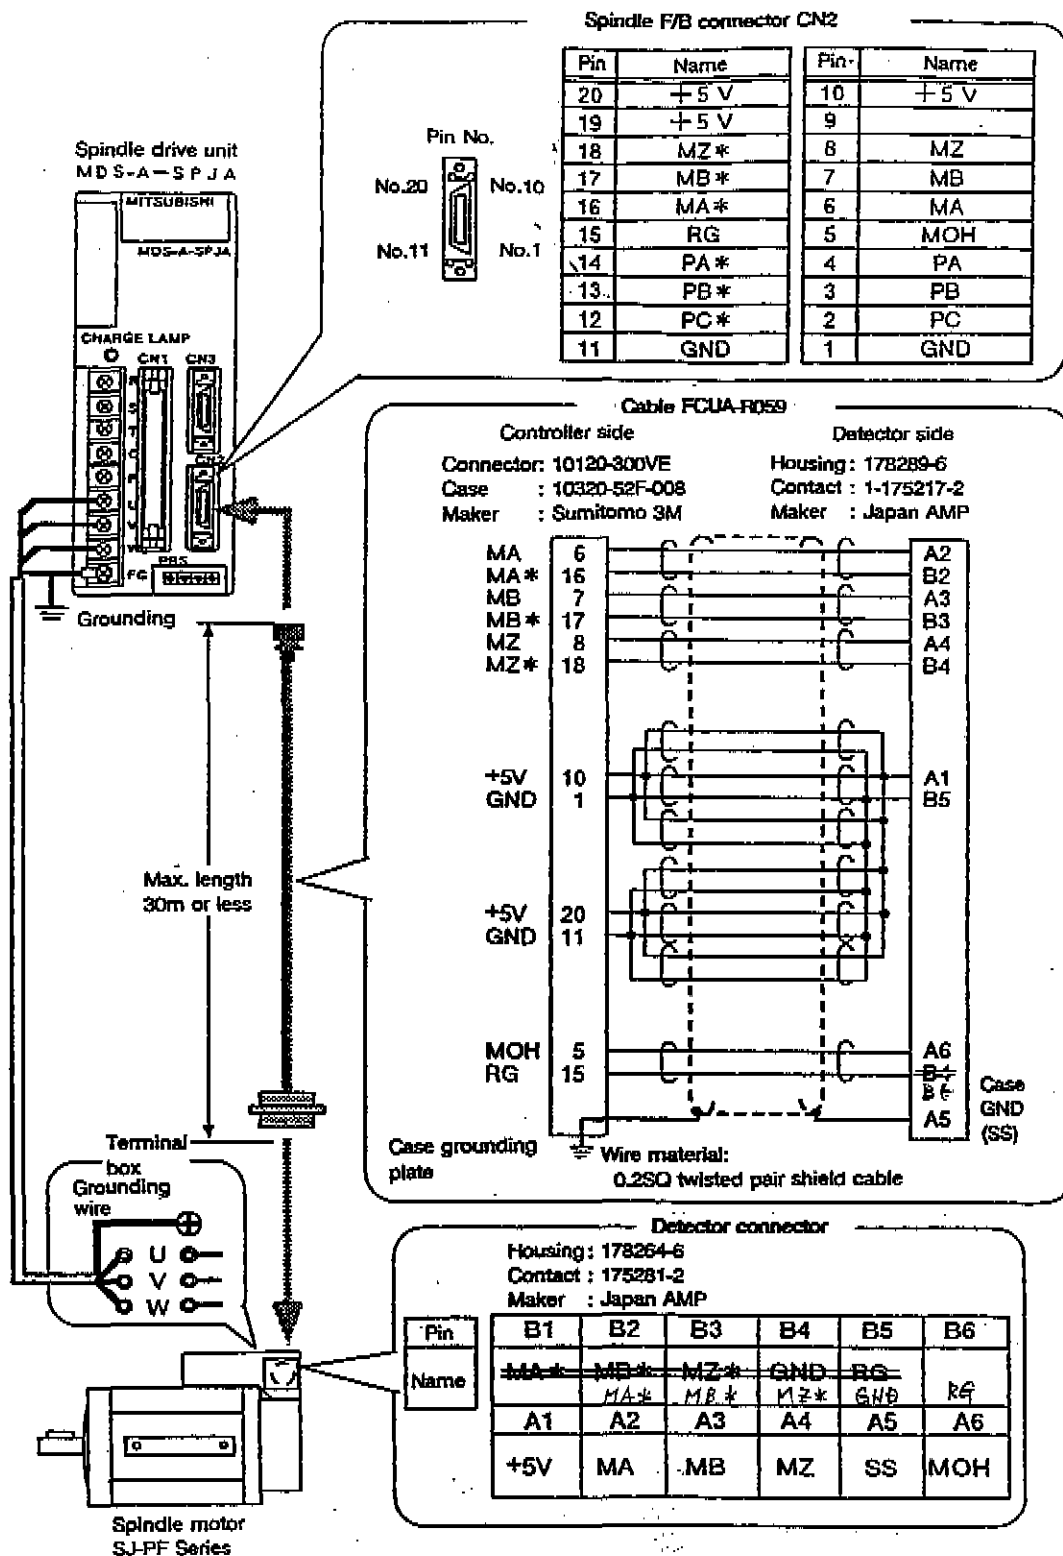 Spindle F/B connector CN2
Pin Name Pin Name
20 +5V 10 +5V
19 +5V 9
18 MZ* 8 MZ
17 MB* 7 MB
16 MA* 6 MA
15 RG 5 MOH
14 PA* 4 PA
13 PB* 3 PB
12 PC* 2 PC
11 GND 1 GND
Pin No.
No.20 No.10
No.11 No.1
Spindle drive unit
MDS-A-SPJA
MITSUBISHI
MDS-A-SPJA
CHARGE LAMP
CN1 CN3
R
S
T
FG
Grounding
Max. length
30m or less
Cable FCUA-R059
Controller side
Connector: 10120-300VE
Case : 10320-52F-008
Maker : Sumitomo 3M
Detector side
Housing: 178289-6
Contact : 1-175217-2
Maker : Japan AMP
MA 6 A2
MA* 16 B2
MB 7 A3
MB* 17 B3
MZ 8 A4
MZ* 18 B4
+5V 10 A1
GND 1 B5
+5V 20
GND 11
MOH 5 A6
RG 15 B6
A5
Case
GND
(SS)
Case grounding
plate
Wire material:
0.2SQ twisted pair shield cable
Terminal
box
Grounding
wire
U
V
W
Detector connector
Housing: 178264-6
Contact : 175281-2
Maker : Japan AMP
Pin B1 B2 B3 B4 B5 B6
Name MA* MB* MZ* GND RG
MA* MB* MZ* GND RG
A1 A2 A3 A4 A5 A6
+5V MA MB MZ SS MOH
Spindle motor
SJ-PF Series